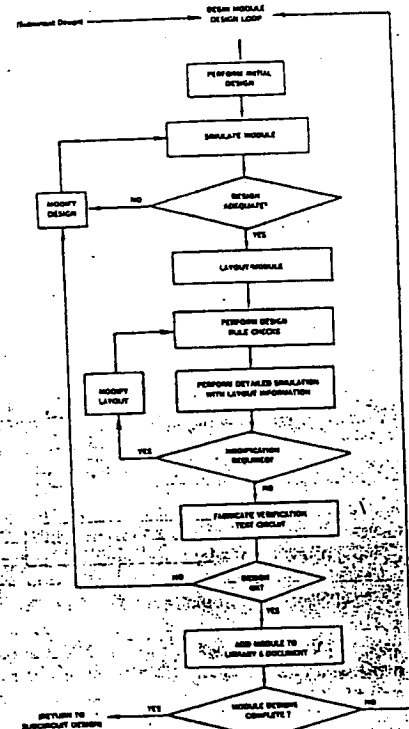 (Subcircuit Design)
BEGIN MODULE
DESIGN LOOP
PERFORM INITIAL
DESIGN
SIMULATE MODULE
MODIFY
DESIGN
NO
DESIGN
ADEQUATE?
YES
LAYOUT MODULE
PERFORM DESIGN
RULE CHECKS
MODIFY
LAYOUT
PERFORM DETAILED SIMULATION
WITH LAYOUT INFORMATION
YES
MODIFICATION
REQUIRED?
NO
FABRICATE VERIFICATION
TEST CIRCUIT
NO
DESIGN
OK?
YES
ADD MODULE TO
LIBRARY & DOCUMENT
(RETURN TO
SUBCIRCUIT DESIGN)
YES
MODULE DESIGNS
COMPLETE?
NO